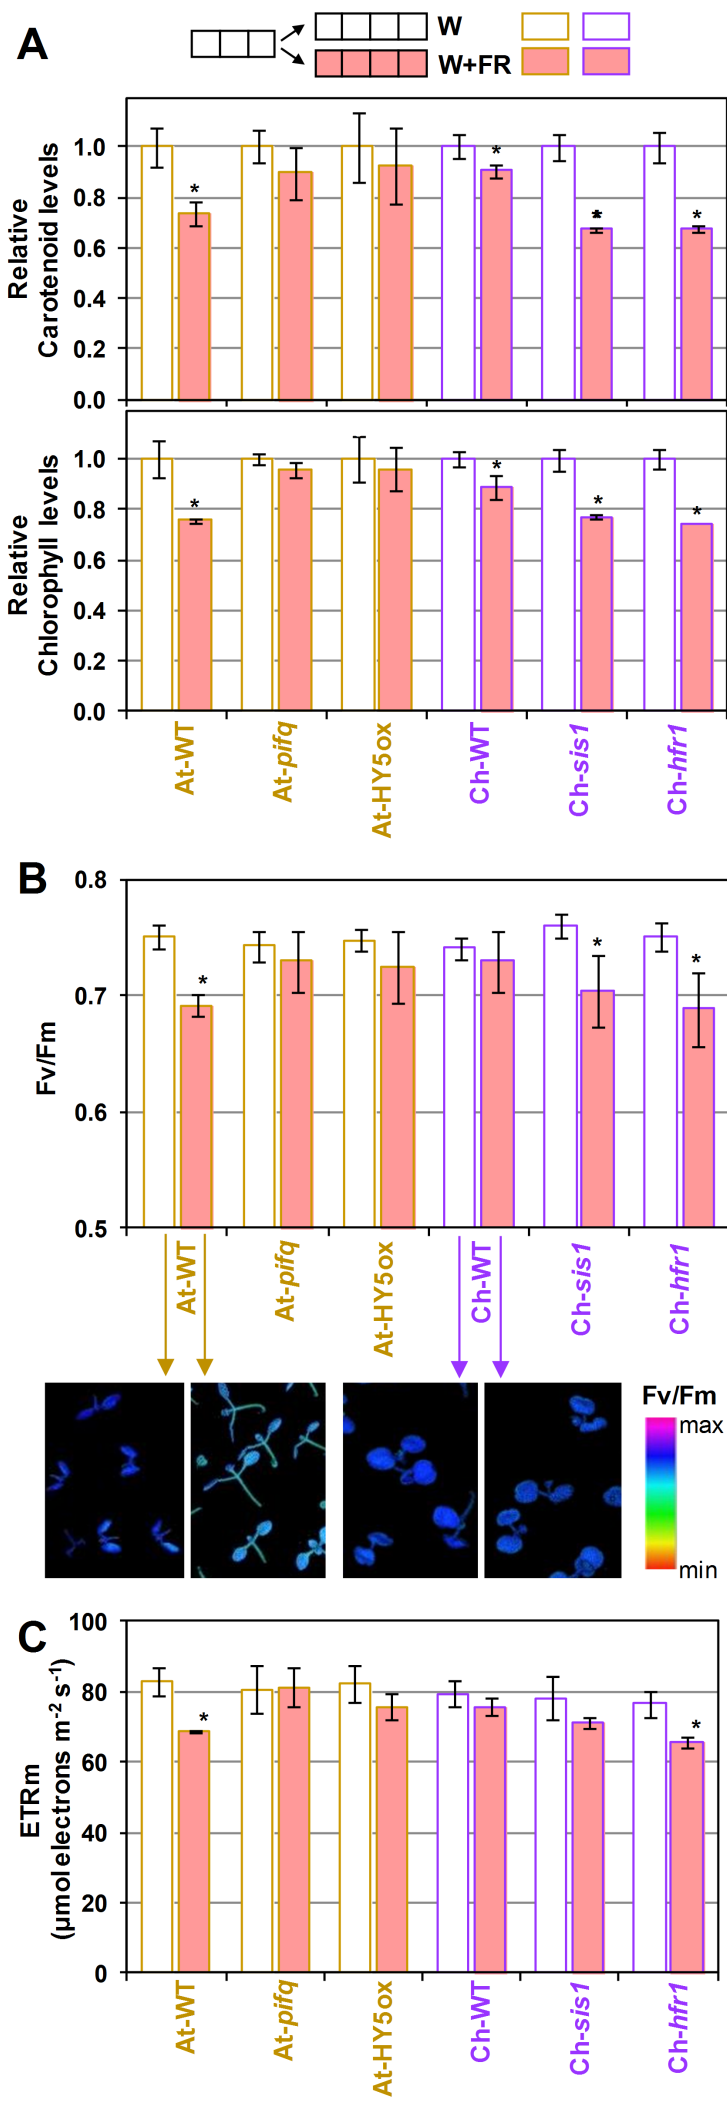 A
W
W+FR
Relative
Carotenoid levels
1.0
0.8
0.6
0.4
0.2
0.0
*
*
*
*
Relative
Chlorophyll levels
1.0
0.8
0.6
0.4
0.2
0.0
*
*
*
*
At-WT
At-pifq
At-HY5ox
Ch-WT
Ch-sis1
Ch-hfr1
B
Fv/Fm
0.8
0.7
0.6
0.5
*
*
*
At-WT
At-pifq
At-HY5ox
Ch-WT
Ch-sis1
Ch-hfr1
Fv/Fm
max
min
C
ETRm
(µmol electrons m-2 s-1)
100
80
60
40
20
0
*
*
At-WT
At-pifq
At-HY5ox
Ch-WT
Ch-sis1
Ch-hfr1